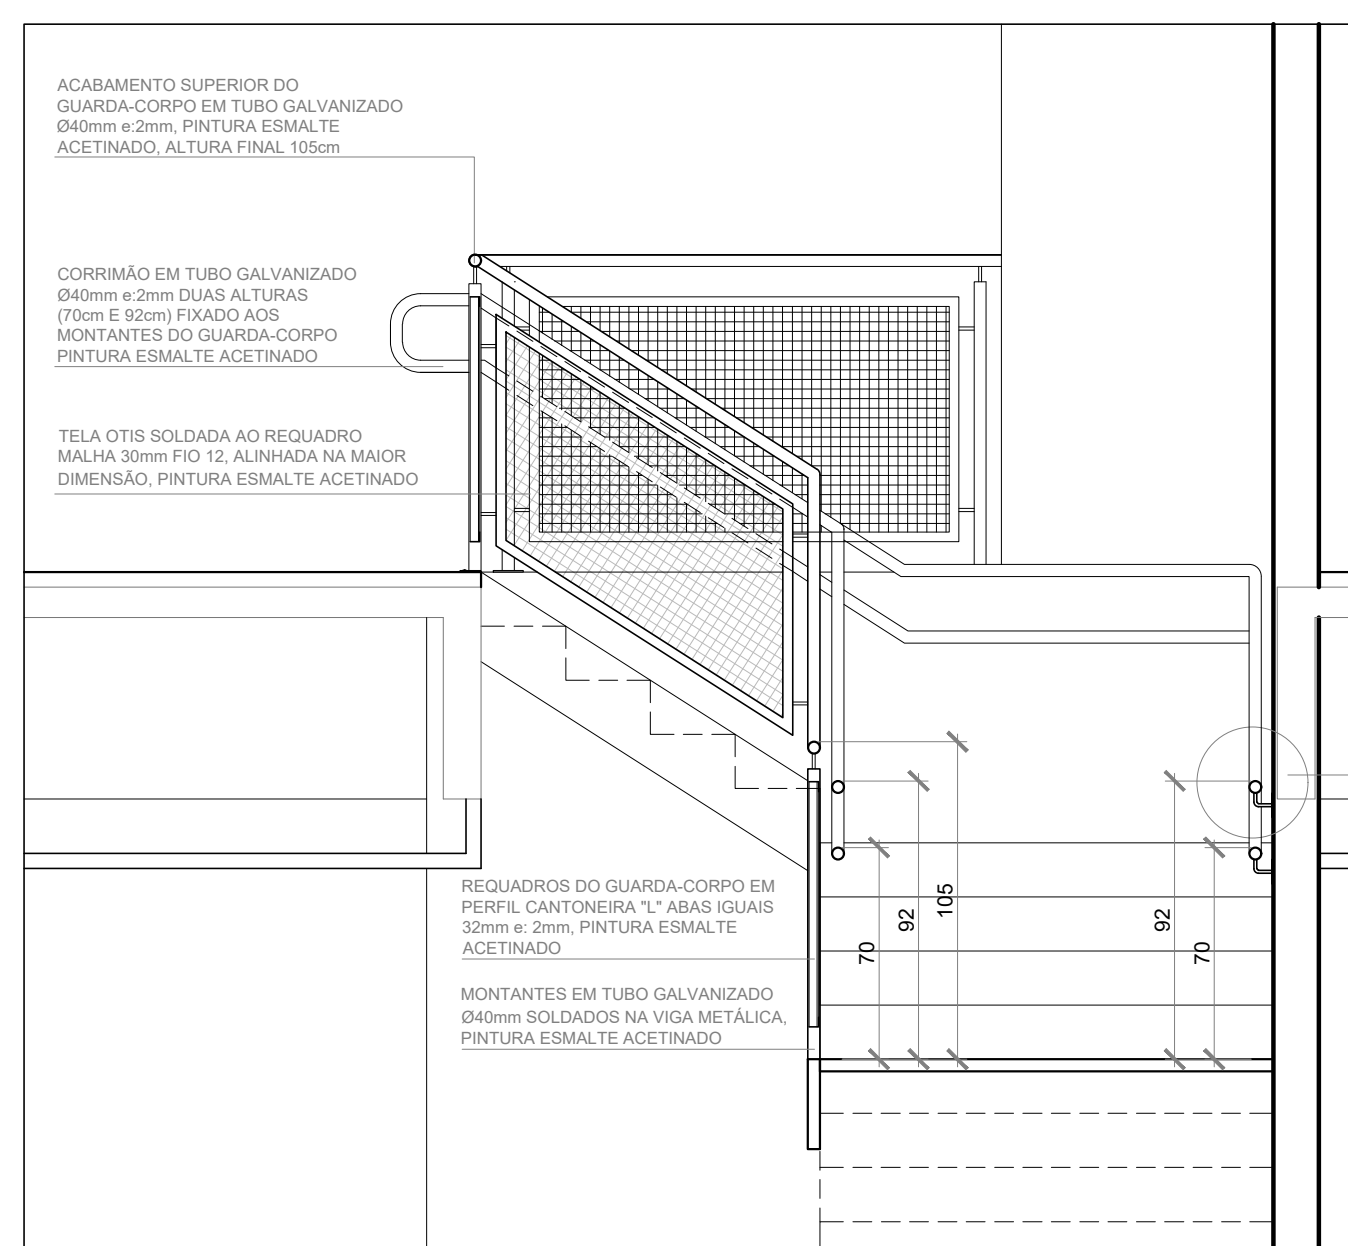 ACABAMENTO SUPERIOR DO
GUARDA-CORPO EM TUBO GALVANIZADO
Ø40mm e:2mm, PINTURA ESMALTE
ACETINADO, ALTURA FINAL 105cm
CORRIMÃO EM TUBO GALVANIZADO
Ø40mm e:2mm DUAS ALTURAS
(70cm E 92cm) FIXADO AOS
MONTANTES DO GUARDA-CORPO
PINTURA ESMALTE ACETINADO
TELA OTIS SOLDADA AO REQUADRO
MALHA 30mm FIO 12, ALINHADA NA MAIOR
DIMENSÃO, PINTURA ESMALTE ACETINADO
REQUADROS DO GUARDA-CORPO EM
PERFIL CANTONEIRA "L" ABAS IGUAIS
32mm e: 2mm, PINTURA ESMALTE
ACETINADO
MONTANTES EM TUBO GALVANIZADO
Ø40mm SOLDADOS NA VIGA METÁLICA,
PINTURA ESMALTE ACETINADO
70
92
105
92
70